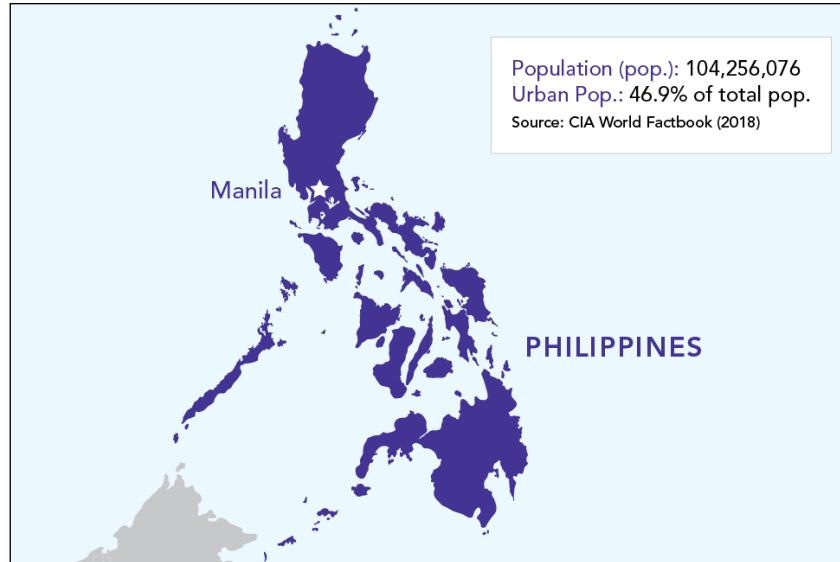 Population (pop.): 104,256,076
Urban Pop.: 46.9% of total pop.
Source: CIA World Factbook (2018)
Manila
PHILIPPINES